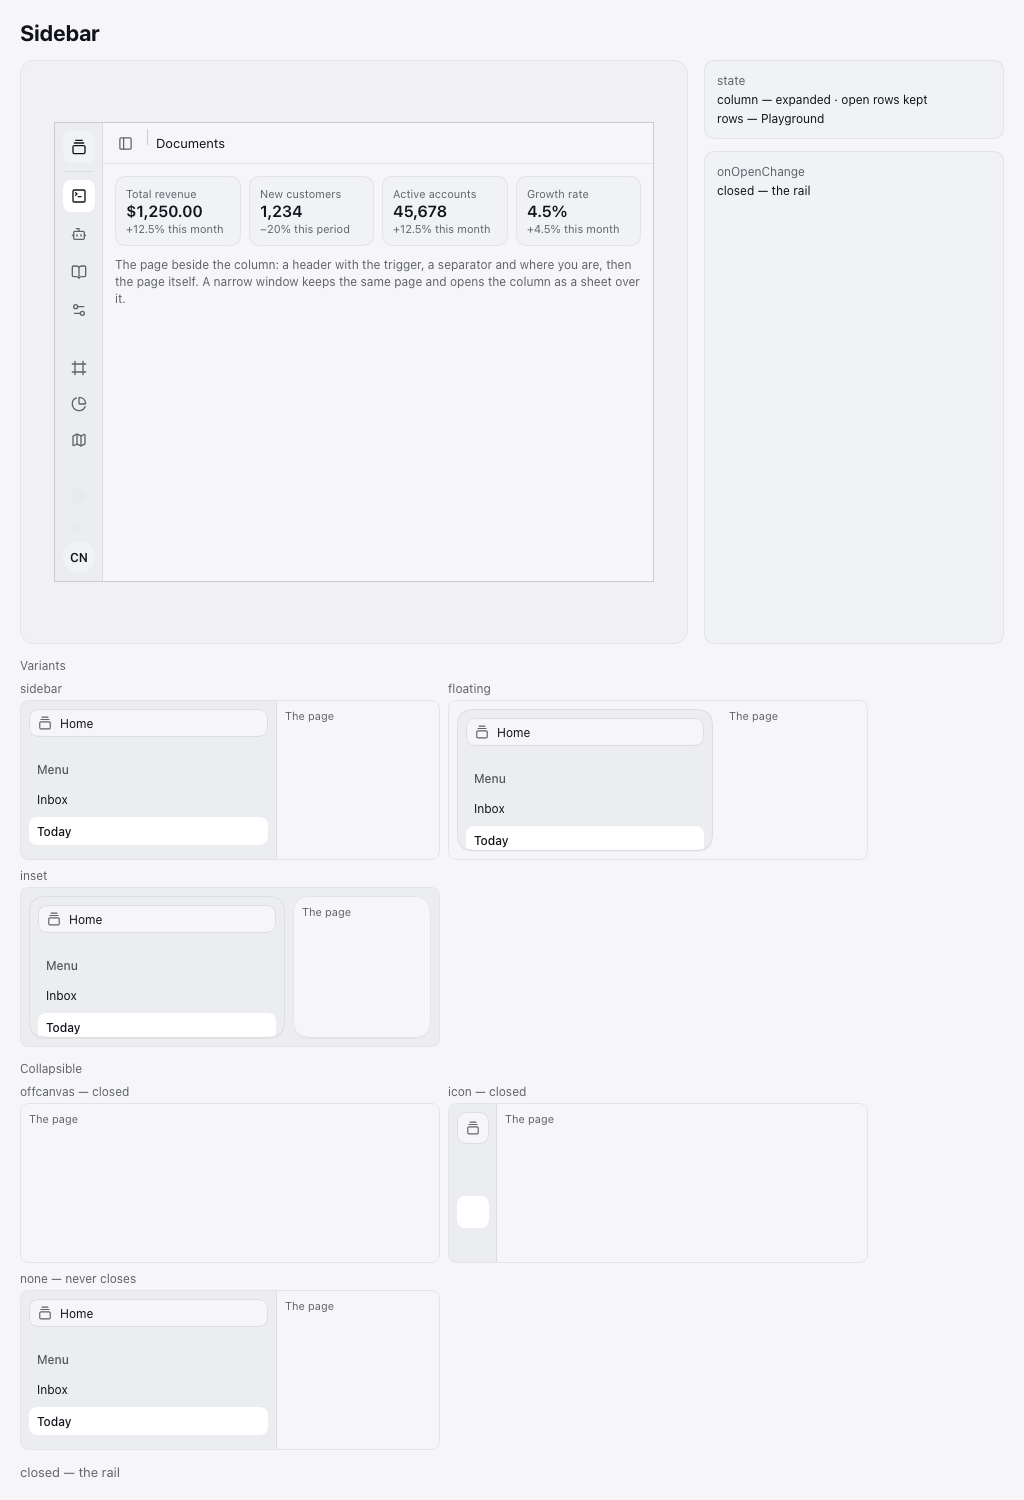 Sidebar
state
column — expanded · open rows kept
rows — Playground
onOpenChange
closed — the rail
Documents
Total revenue
$1,250.00
+12.5% this month
New customers
1,234
−20% this period
Active accounts
45,678
+12.5% this month
Growth rate
4.5%
+4.5% this month
The page beside the column: a header with the trigger, a separator and where you are, then
the page itself. A narrow window keeps the same page and opens the column as a sheet over
it.
CN
Variants
sidebar
Home
Menu
Inbox
Today
The page
floating
Home
Menu
Inbox
Today
The page
inset
Home
Menu
Inbox
Today
The page
Collapsible
offcanvas — closed
The page
icon — closed
The page
none — never closes
Home
Menu
Inbox
Today
The page
closed — the rail